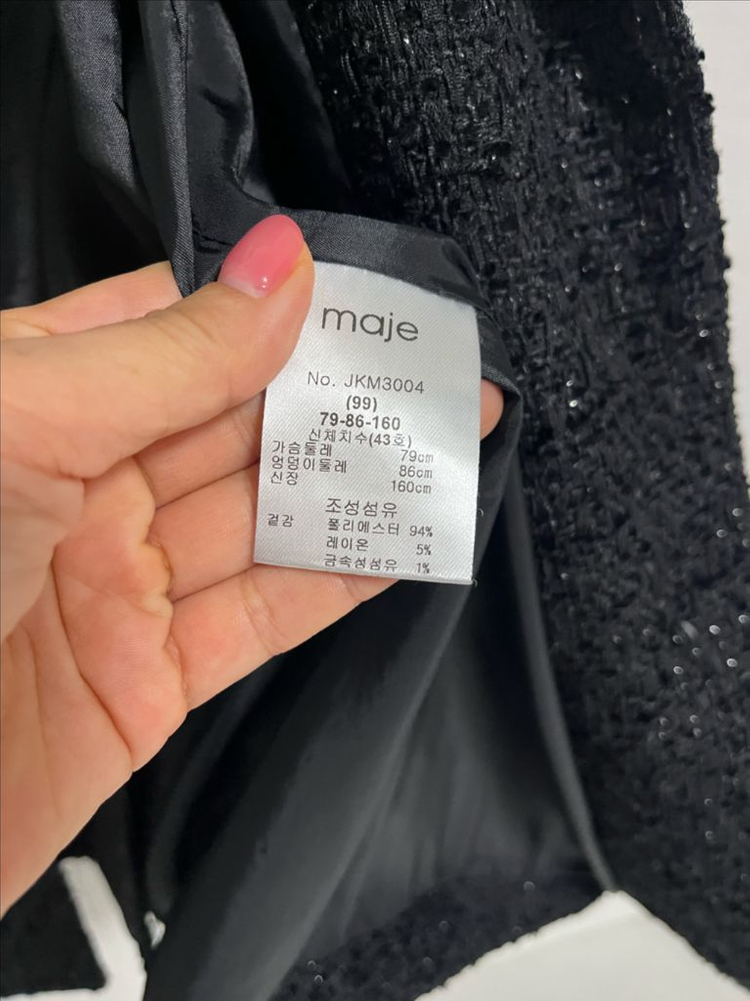 maje
No. JKM3004
(99)
79-86-160
신체치수(43호)
가슴둘레 79cm
엉덩이둘레 86cm
신장 160cm
조성섬유
겉감 폴리에스터 94%
레이온 5%
금속성섬유 1%